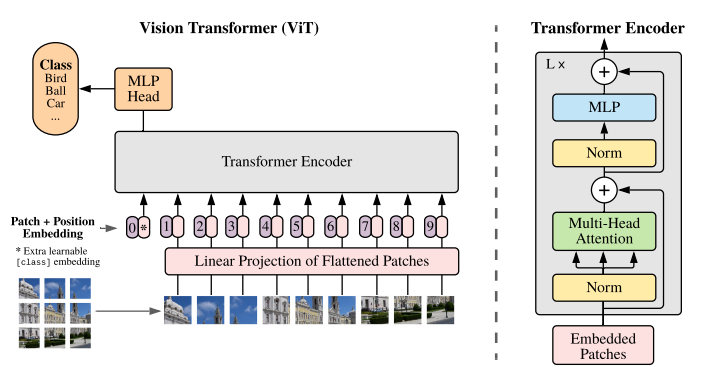 Vision Transformer (ViT)
Class
Bird
Ball
Car
...
MLP
Head
Transformer Encoder
Patch + Position
Embedding
0 * 1 2 3 4 5 6 7 8 9
* Extra learnable
[class] embedding
Linear Projection of Flattened Patches
Transformer Encoder
L x
+
MLP
Norm
+
Multi-Head
Attention
Norm
Embedded
Patches